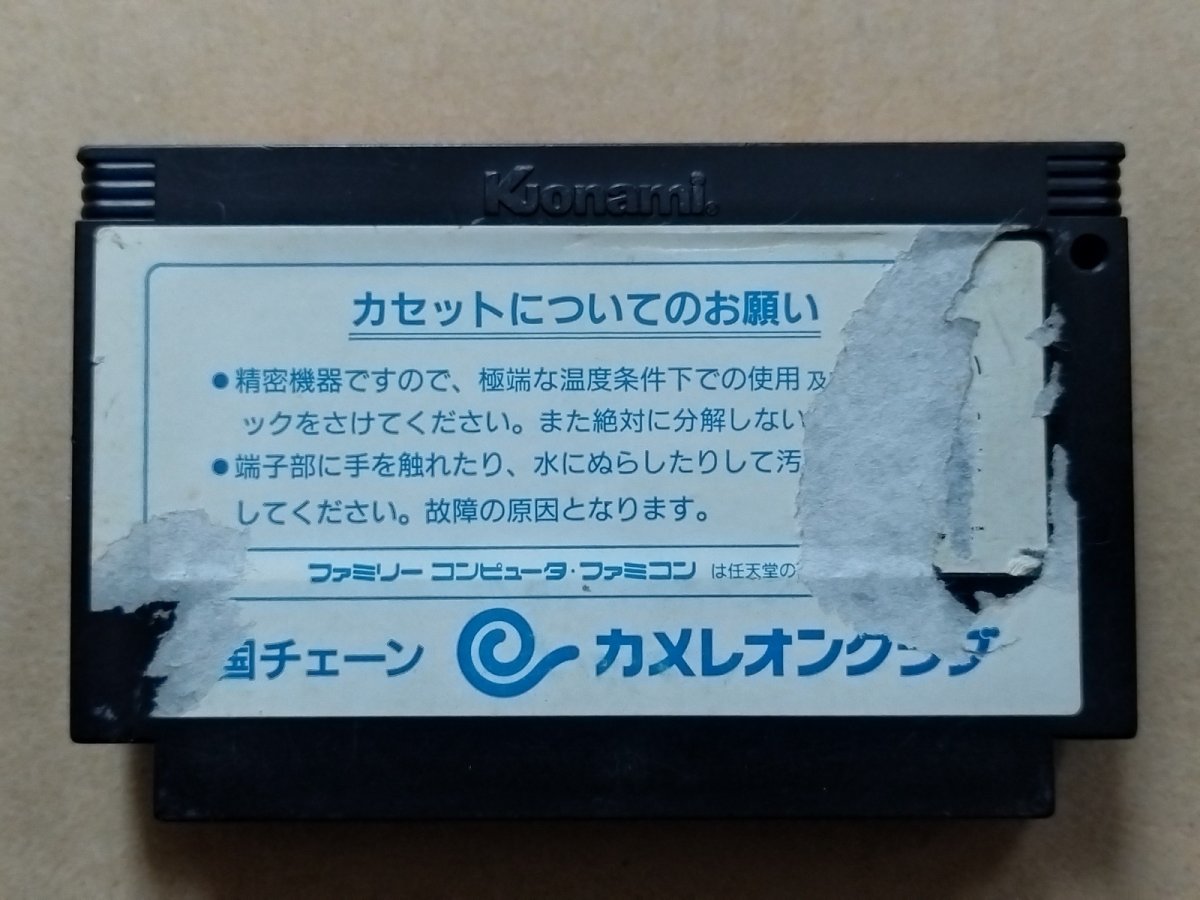 Konami
カセットについてのお願い
●精密機器ですので、極端な温度条件下での使用及
ックをさけてください。また絶対に分解しない
●端子部に手を触れたり、水にぬらしたりして汚
してください。故障の原因となります。
ファミリーコンピュータ・ファミコン は任天堂の
国チェーン カメレオンクラブ